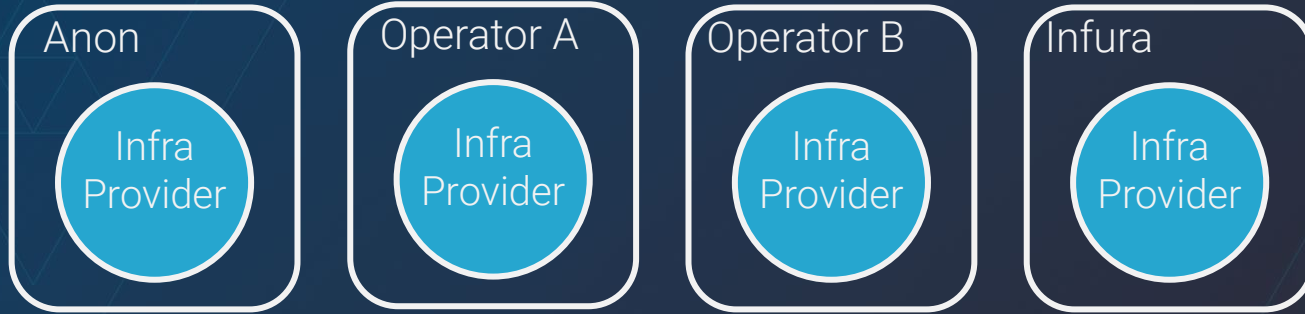 Anon
Infra
Provider
Operator A
Infra
Provider
Operator B
Infra
Provider
Infura
Infra
Provider